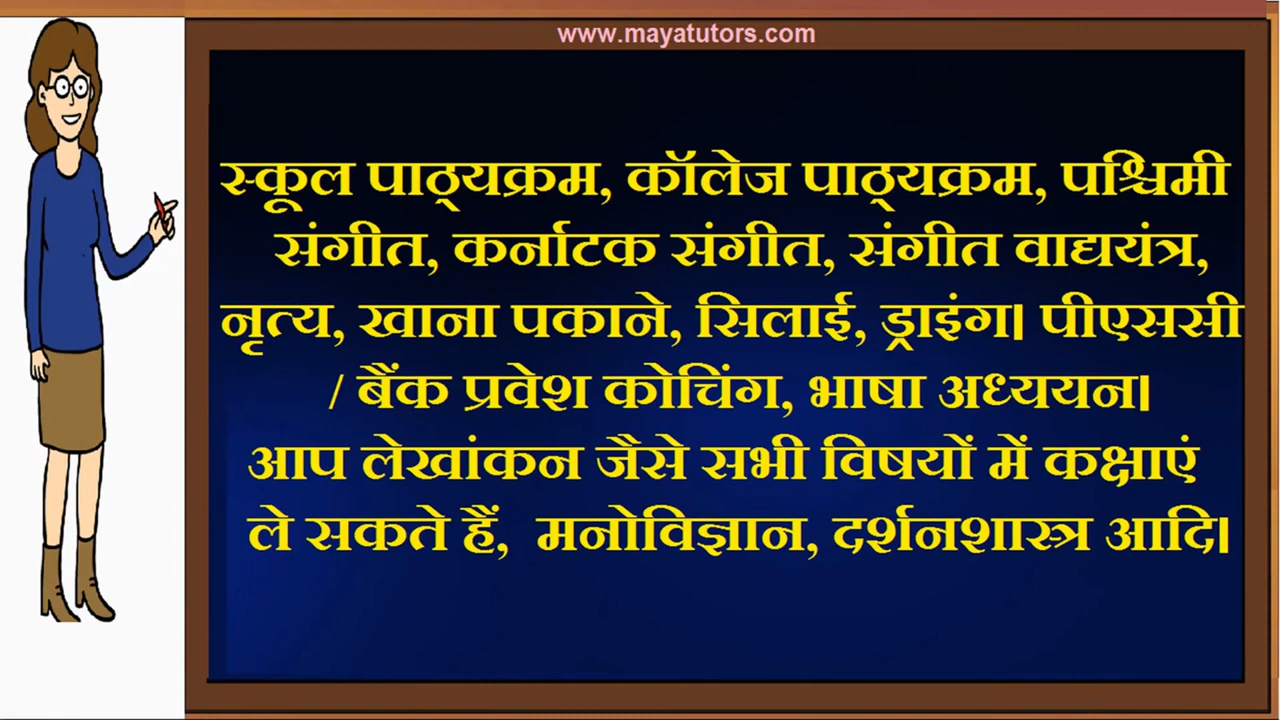 www.mayatutors.com
स्कूल पाठ्यक्रम, कॉलेज पाठ्यक्रम, पश्चिमी
संगीत, कर्नाटक संगीत, संगीत वाद्ययंत्र,
नृत्य, खाना पकाने, सिलाई, ड्राइंग। पीएससी
/ बैंक प्रवेश कोचिंग, भाषा अध्ययन।
आप लेखांकन जैसे सभी विषयों में कक्षाएं
ले सकते हैं, मनोविज्ञान, दर्शनशास्त्र आदि।